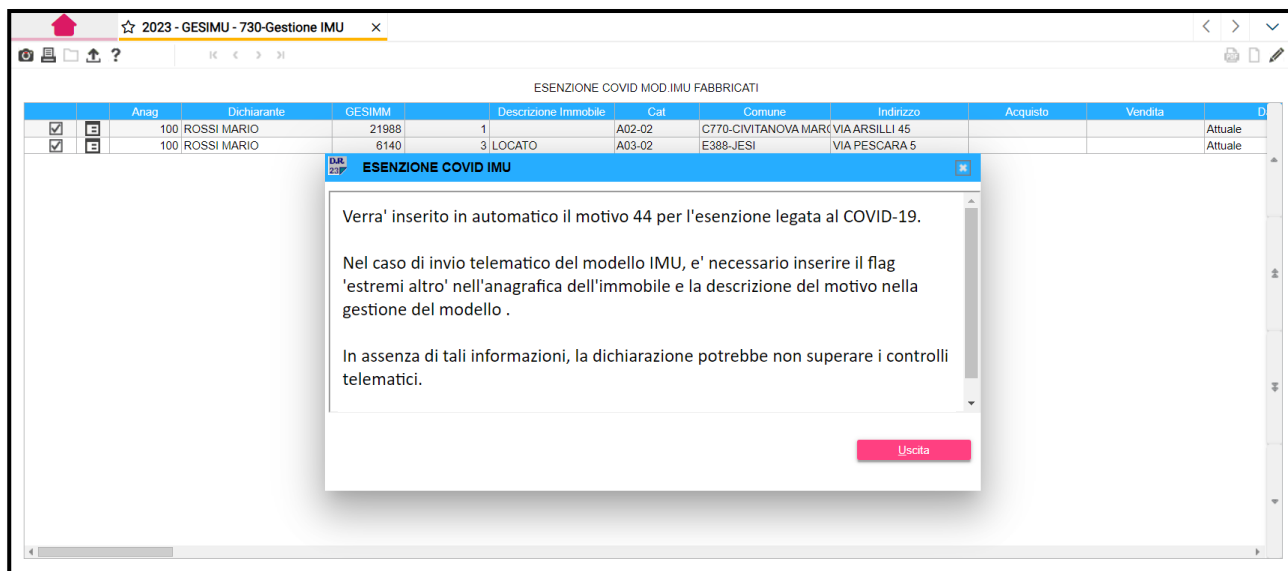 2023 - GESIMU - 730-Gestione IMU
?
ESENZIONE COVID MOD.IMU FABBRICATI
Anag Dichiarante GESIMM Descrizione Immobile Cat Comune Indirizzo Acquisto Vendita D
100 ROSSI MARIO 21988 1 A02-02 C770-CIVITANOVA MARC VIA ARSILLI 45 Attuale
100 ROSSI MARIO 6140 3 LOCATO A03-02 E388-JESI VIA PESCARA 5 Attuale
D.R. 23 ESENZIONE COVID IMU
Verra' inserito in automatico il motivo 44 per l'esenzione legata al COVID-19.
Nel caso di invio telematico del modello IMU, e' necessario inserire il flag
'estremi altro' nell'anagrafica dell'immobile e la descrizione del motivo nella
gestione del modello .
In assenza di tali informazioni, la dichiarazione potrebbe non superare i controlli
telematici.
Uscita